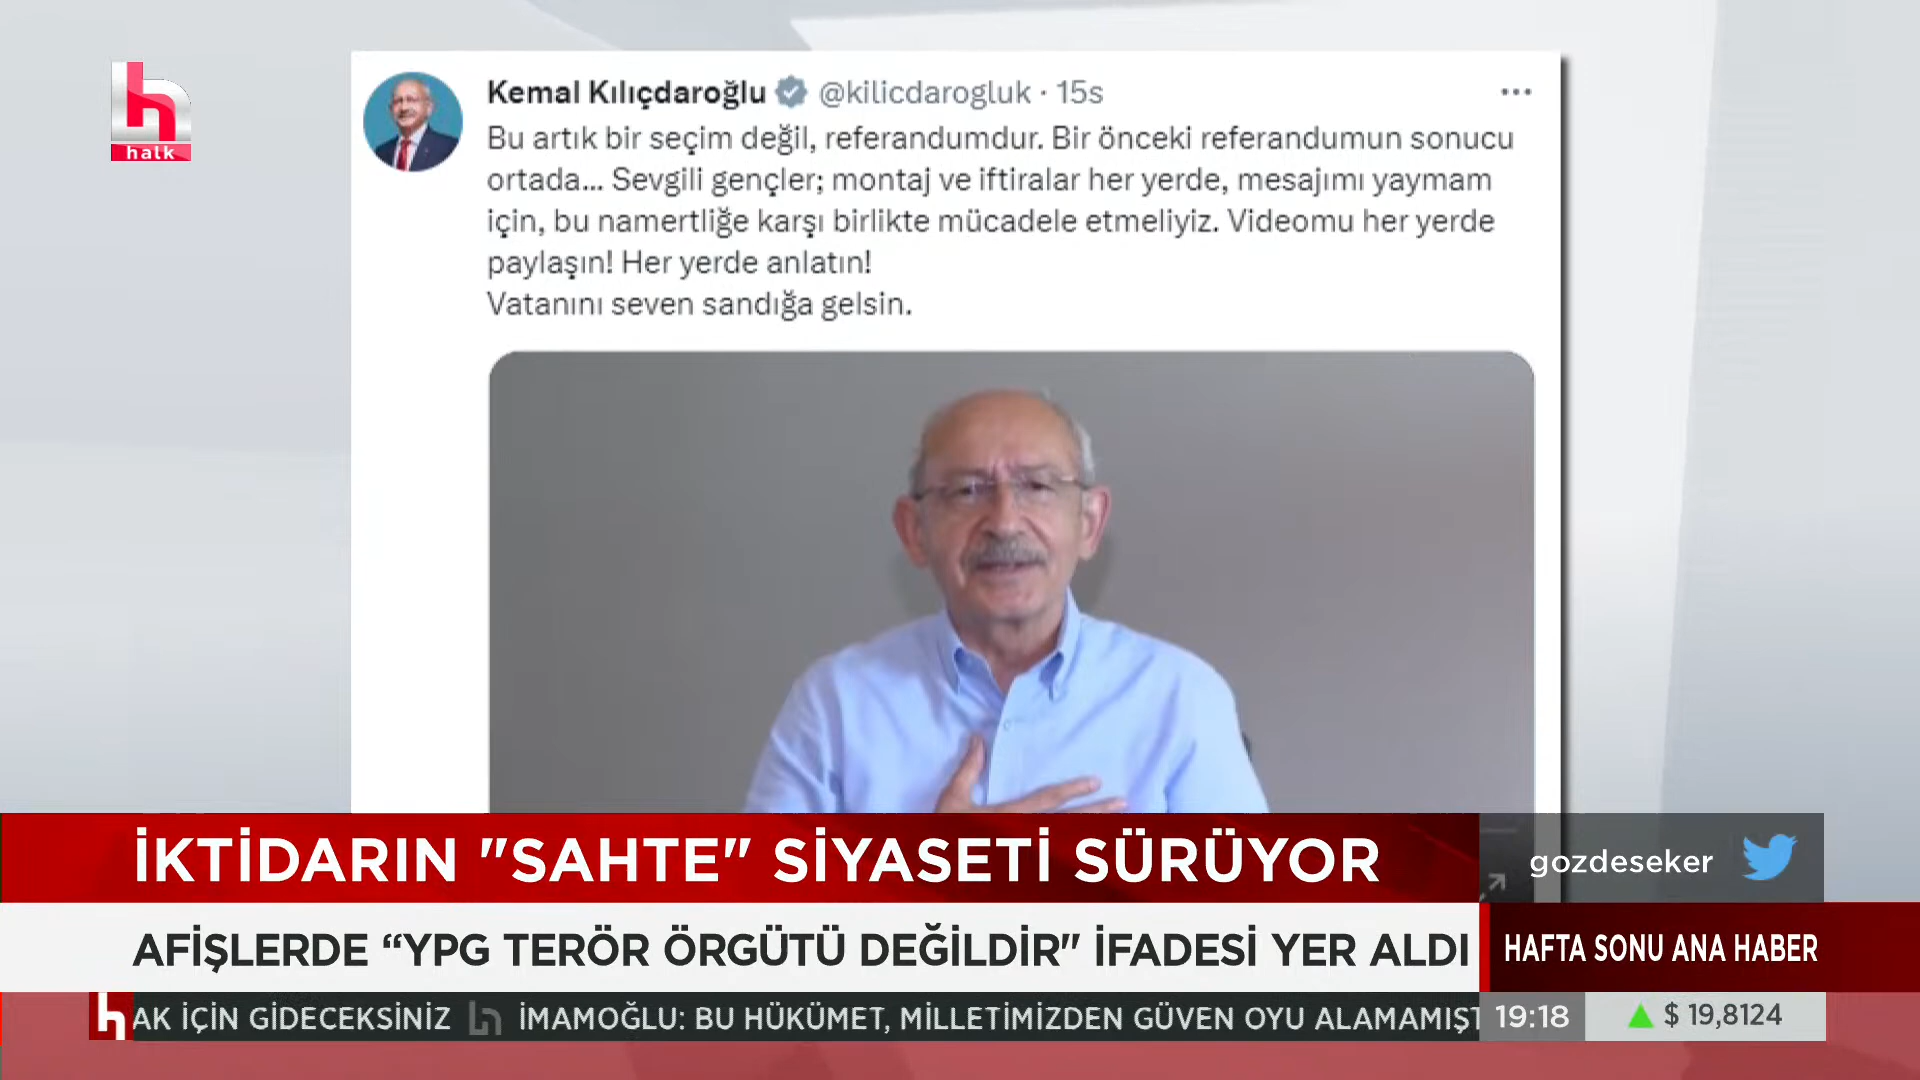 halk
Kemal Kılıçdaroğlu @kilicdarogluk · 15s
Bu artık bir seçim değil, referandumdur. Bir önceki referandumun sonucu
ortada... Sevgili gençler; montaj ve iftiralar her yerde, mesajımı yaymam
için, bu namertliğe karşı birlikte mücadele etmeliyiz. Videomu her yerde
paylaşın! Her yerde anlatın!
Vatanını seven sandığa gelsin.
İKTİDARIN "SAHTE" SİYASETİ SÜRÜYOR
gozdeseker
AFİŞLERDE “YPG TERÖR ÖRGÜTÜ DEĞİLDİR" İFADESİ YER ALDI
HAFTA SONU ANA HABER
AK İÇİN GİDECEKSİNİZ h İMAMOĞLU: BU HÜKÜMET, MİLLETİMİZDEN GÜVEN OYU ALAMAMIŞT
19:18
$ 19,8124